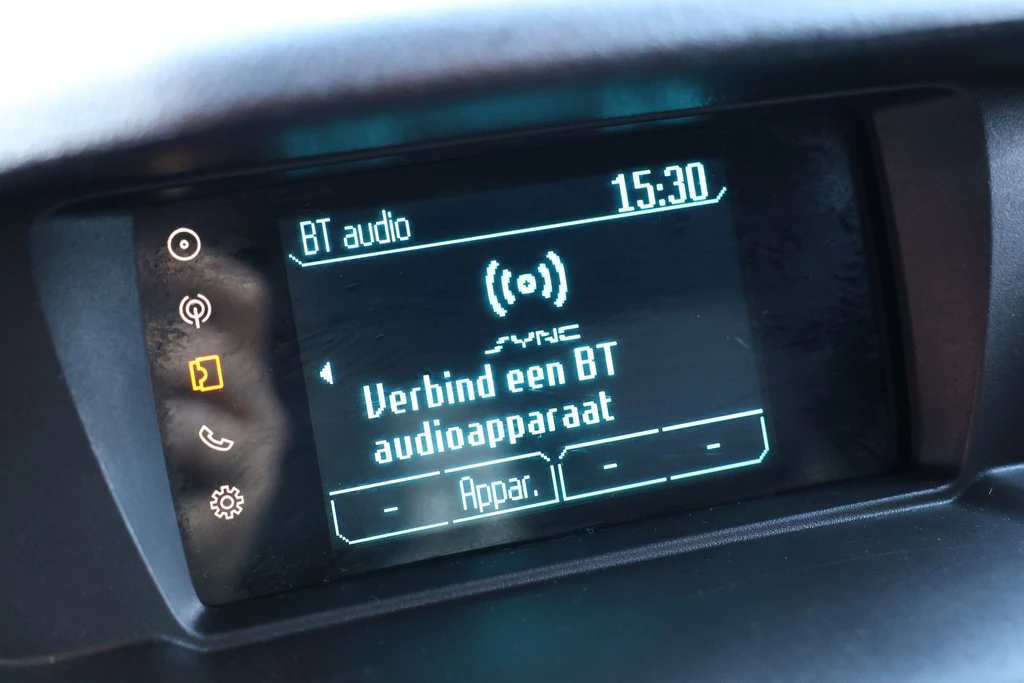 BT audio
15:30
SYNC
Verbind een BT
audioapparaat
- Appar. - -